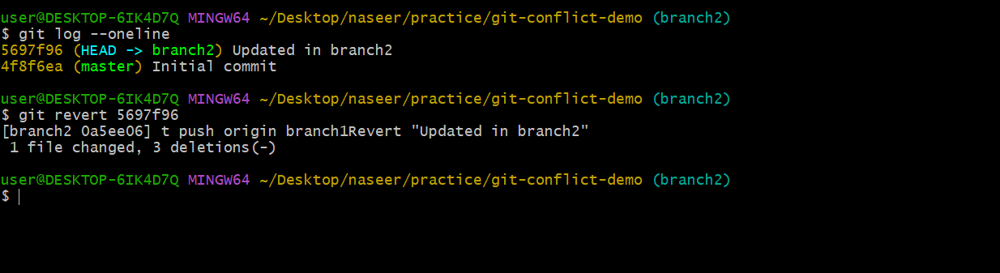 user@DESKTOP-6IK4D7Q MINGW64 ~/Desktop/naseer/practice/git-conflict-demo (branch2)
$ git log --oneline
5697f96 (HEAD -> branch2) Updated in branch2
4f8f6ea (master) Initial commit
user@DESKTOP-6IK4D7Q MINGW64 ~/Desktop/naseer/practice/git-conflict-demo (branch2)
$ git revert 5697f96
[branch2 0a5ee06] t push origin branch1Revert "Updated in branch2"
 1 file changed, 3 deletions(-)
user@DESKTOP-6IK4D7Q MINGW64 ~/Desktop/naseer/practice/git-conflict-demo (branch2)
$